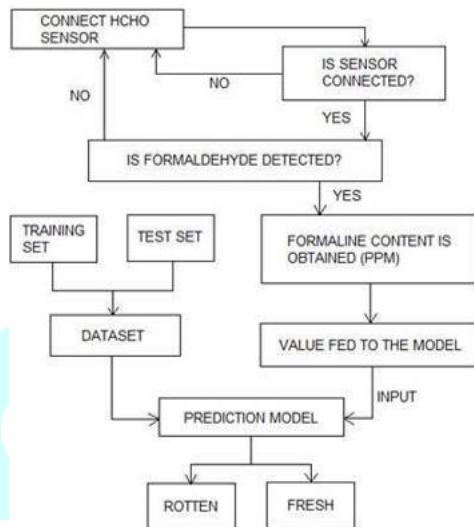 CONNECT HCHO
SENSOR
IS SENSOR
CONNECTED?
NO
NO
YES
IS FORMALDEHYDE DETECTED?
YES
TRAINING
SET
TEST SET
FORMALINE CONTENT IS
OBTAINED (PPM)
DATASET
VALUE FED TO THE MODEL
INPUT
PREDICTION MODEL
ROTTEN
FRESH